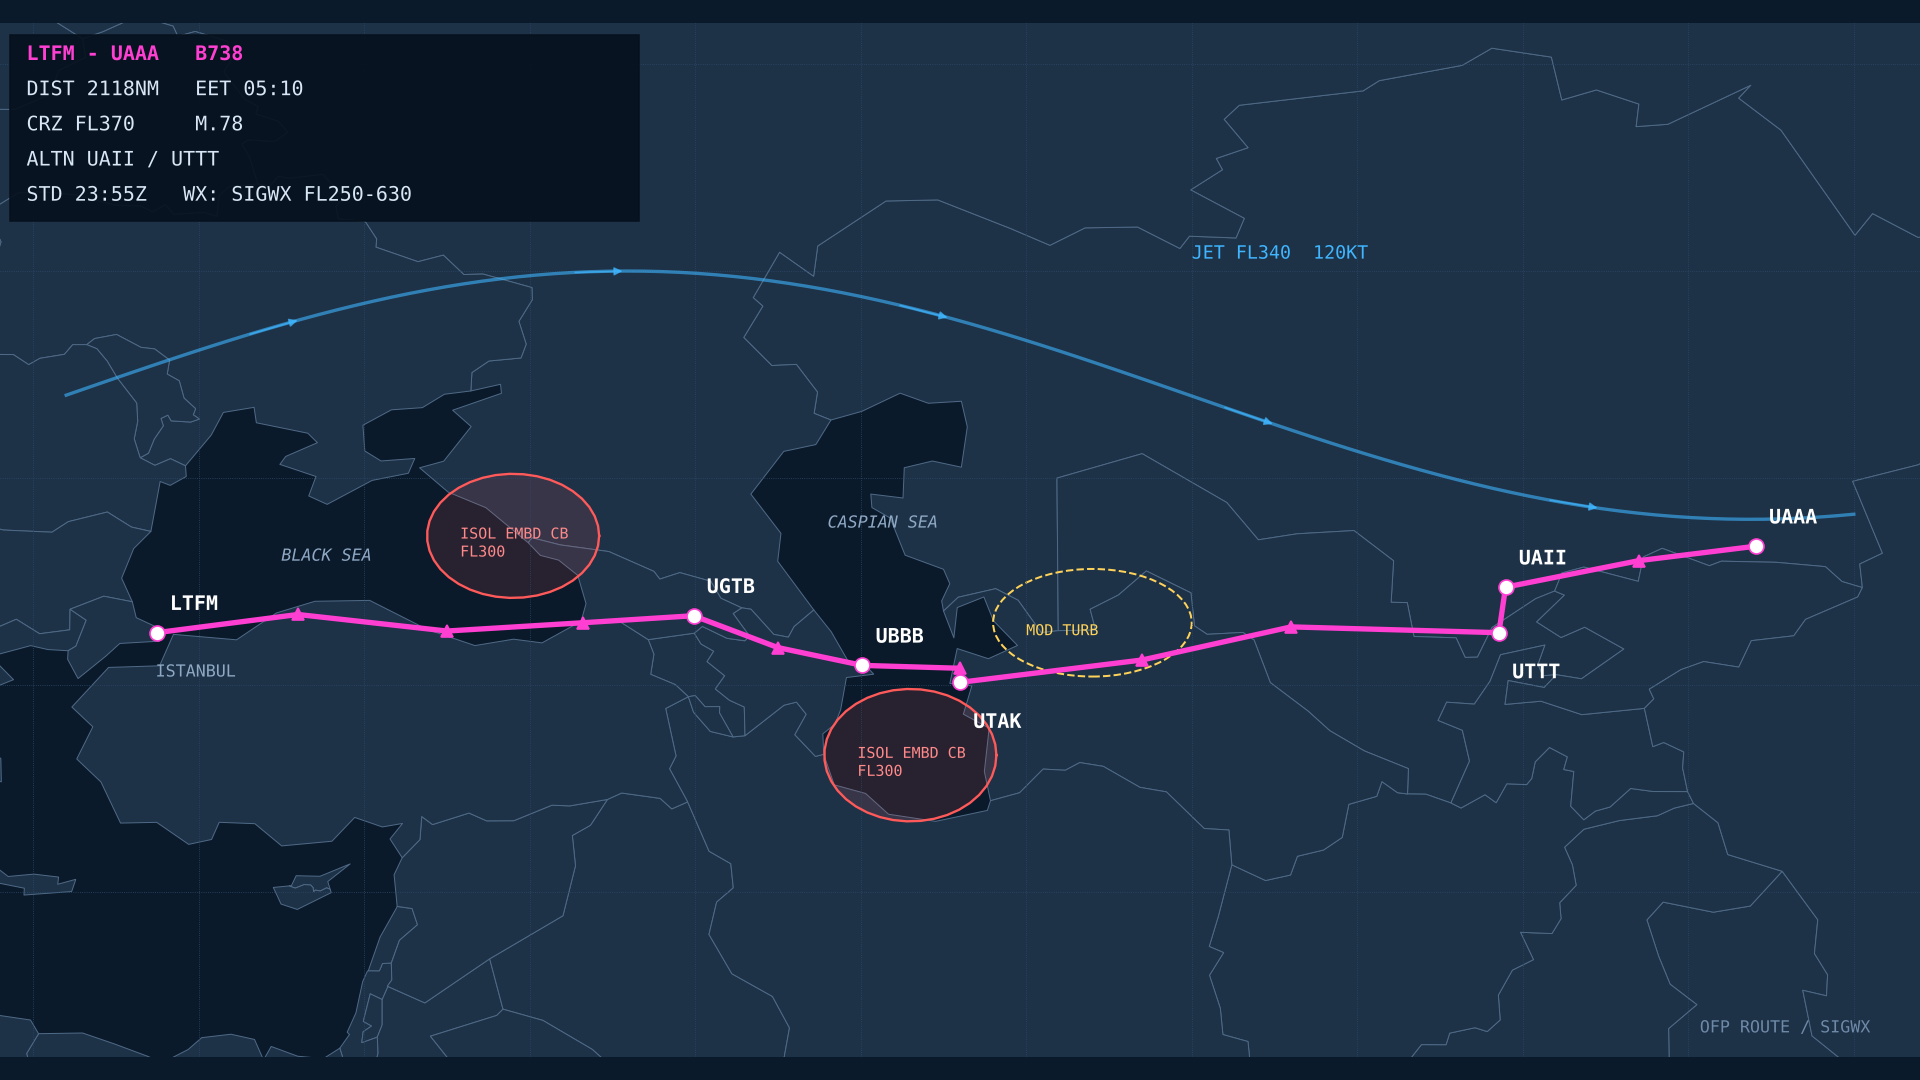 LTFM - UAAA   B738
DIST 2118NM   EET 05:10
CRZ FL370     M.78
ALTN UAII / UTTT
STD 23:55Z   WX: SIGWX FL250-630
JET FL340  120KT
UAAA
CASPIAN SEA
ISOL EMBD CB
FL300
BLACK SEA
UAII
UGTB
LTFM
MOD TURB
UBBB
ISTANBUL
UTTT
UTAK
ISOL EMBD CB
FL300
OFP ROUTE / SIGWX